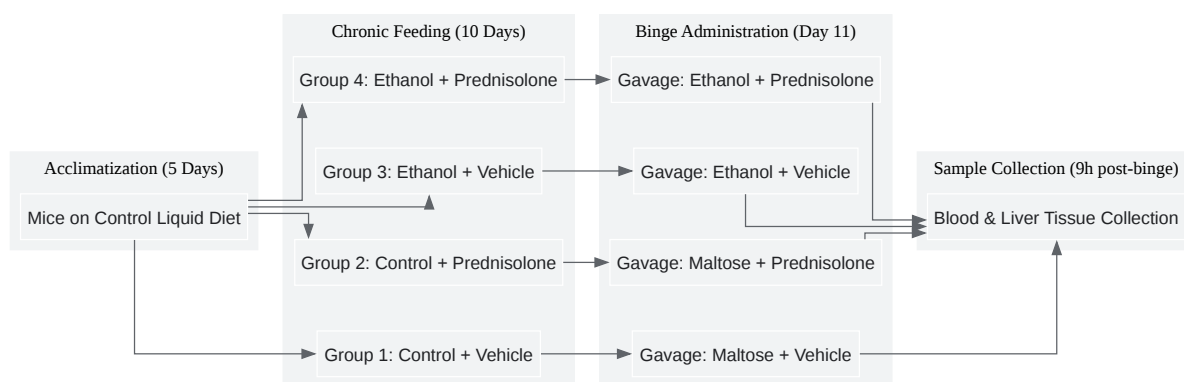 Acclimatization (5 Days)
Mice on Control Liquid Diet
Chronic Feeding (10 Days)
Group 4: Ethanol + Prednisolone
Group 3: Ethanol + Vehicle
Group 2: Control + Prednisolone
Group 1: Control + Vehicle
Binge Administration (Day 11)
Gavage: Ethanol + Prednisolone
Gavage: Ethanol + Vehicle
Gavage: Maltose + Prednisolone
Gavage: Maltose + Vehicle
Sample Collection (9h post-binge)
Blood & Liver Tissue Collection